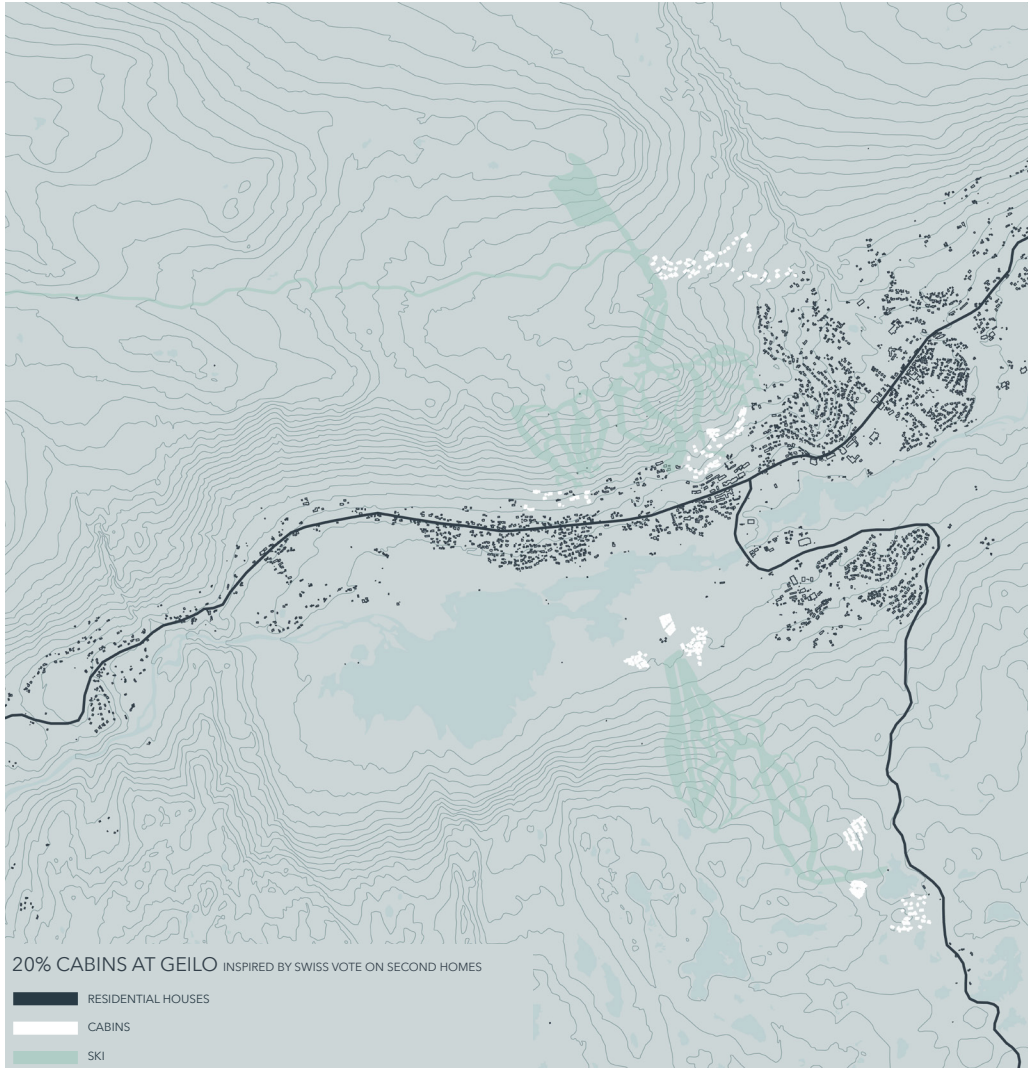 20% CABINS AT GEILO INSPIRED BY SWISS VOTE ON SECOND HOMES
RESIDENTIAL HOUSES
CABINS
SKI